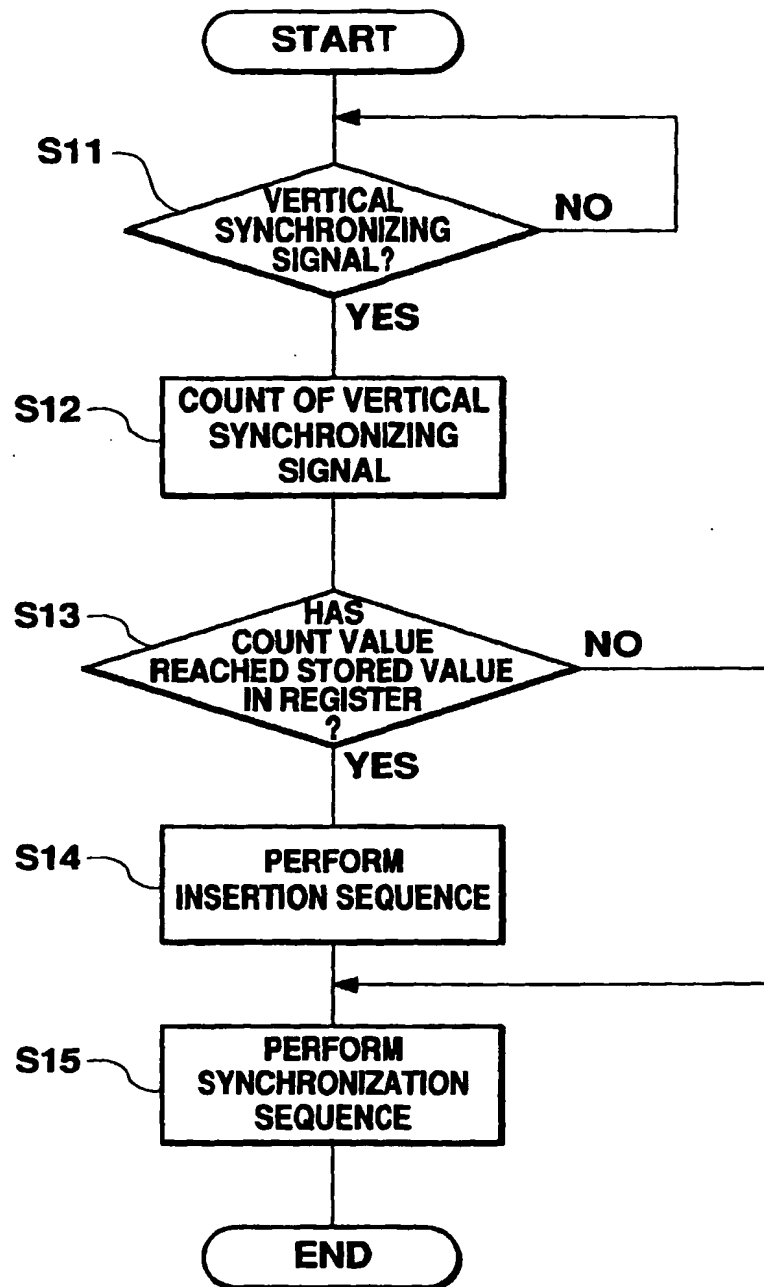 START
S11
VERTICAL
SYNCHRONIZING
SIGNAL?
NO
YES
S12
COUNT OF VERTICAL
SYNCHRONIZING
SIGNAL
S13
HAS
COUNT VALUE
REACHED STORED VALUE
IN REGISTER
?
NO
YES
S14
PERFORM
INSERTION SEQUENCE
S15
PERFORM
SYNCHRONIZATION
SEQUENCE
END